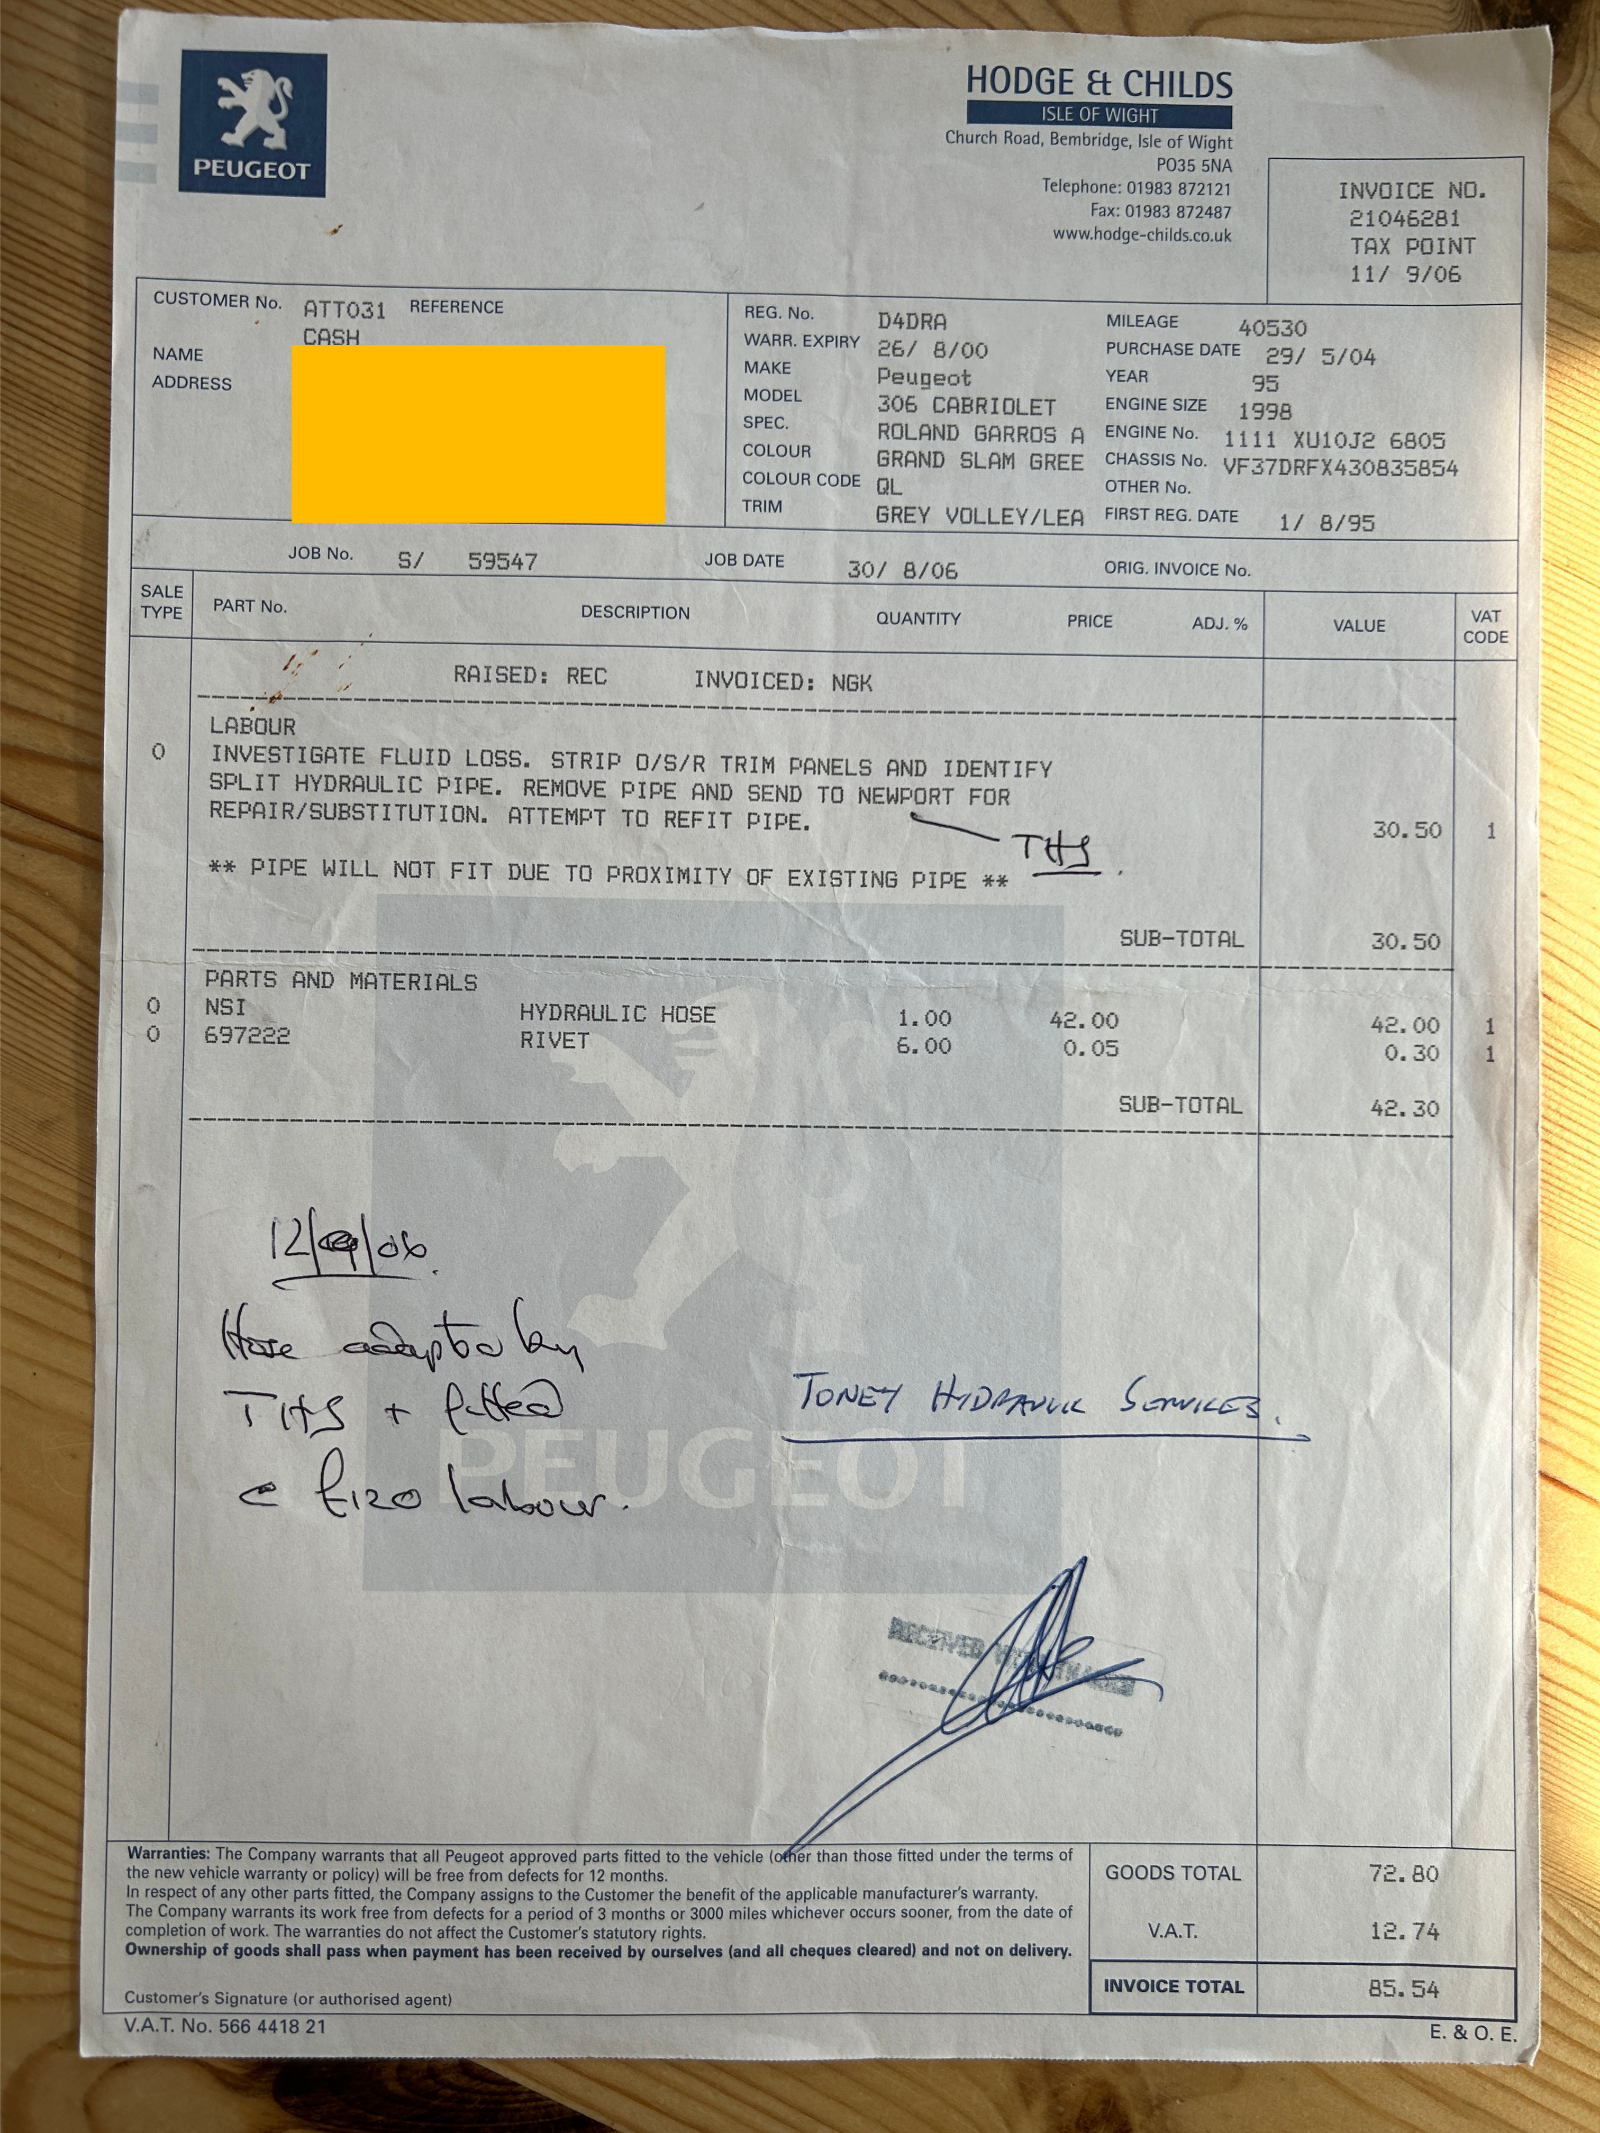 PEUGEOT
HODGE & CHILDS
ISLE OF WIGHT
Church Road, Bembridge, Isle of Wight
PO35 5NA
Telephone: 01983 872121
Fax: 01983 872487
www.hodge-childs.co.uk
INVOICE NO.
21046281
TAX POINT
11/ 9/06
CUSTOMER No. ATT031 REFERENCE
CASH
NAME
ADDRESS
REG. No. D4DRA
WARR. EXPIRY 26/ 8/00
MAKE Peugeot
MODEL 306 CABRIOLET
SPEC. ROLAND GARROS A
COLOUR GRAND SLAM GREE
COLOUR CODE QL
TRIM GREY VOLLEY/LEA
MILEAGE 40530
PURCHASE DATE 29/ 5/04
YEAR 95
ENGINE SIZE 1998
ENGINE No. 1111 XU10J2 6805
CHASSIS No. VF37DRFX430835854
OTHER No.
FIRST REG. DATE 1/ 8/95
JOB No. S/ 59547 JOB DATE 30/ 8/06 ORIG. INVOICE No.
SALE TYPE PART No. DESCRIPTION QUANTITY PRICE ADJ. % VALUE VAT CODE
RAISED: REC INVOICED: NGK
LABOUR
0 INVESTIGATE FLUID LOSS. STRIP O/S/R TRIM PANELS AND IDENTIFY
SPLIT HYDRAULIC PIPE. REMOVE PIPE AND SEND TO NEWPORT FOR
REPAIR/SUBSTITUTION. ATTEMPT TO REFIT PIPE. 30.50 1
THS
** PIPE WILL NOT FIT DUE TO PROXIMITY OF EXISTING PIPE **
SUB-TOTAL 30.50
PARTS AND MATERIALS
0 NSI HYDRAULIC HOSE 1.00 42.00 42.00 1
0 697222 RIVET 6.00 0.05 0.30 1
SUB-TOTAL 42.30
12/9/06
Hose adapted by
THS + fitted
TONEY HYDRAULIC SERVICES.
PEUGEOT
@ £120 labour.
RECEIVED
Warranties: The Company warrants that all Peugeot approved parts fitted to the vehicle (other than those fitted under the terms of
the new vehicle warranty or policy) will be free from defects for 12 months.
In respect of any other parts fitted, the Company assigns to the Customer the benefit of the applicable manufacturer's warranty.
The Company warrants its work free from defects for a period of 3 months or 3000 miles whichever occurs sooner, from the date of
completion of work. The warranties do not affect the Customer's statutory rights.
Ownership of goods shall pass when payment has been received by ourselves (and all cheques cleared) and not on delivery.
Customer's Signature (or authorised agent)
GOODS TOTAL 72.80
V.A.T. 12.74
INVOICE TOTAL 85.54
V.A.T. No. 566 4418 21
E. & O. E.